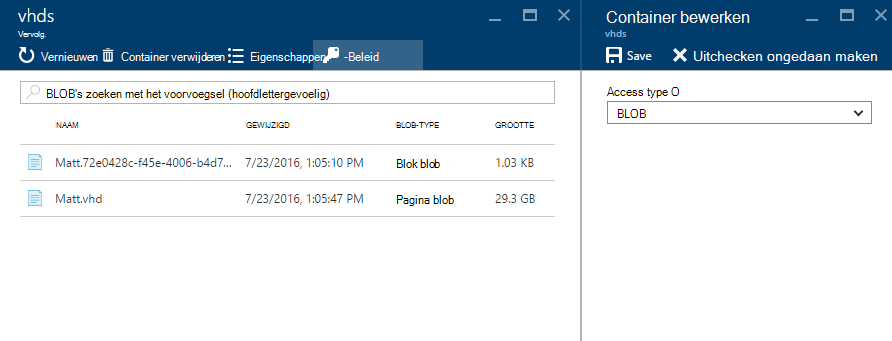 vhds
Vervolg.
Vernieuwen Container verwijderen Eigenschappen -Beleid
BLOB's zoeken met het voorvoegsel (hoofdlettergevoelig)
NAAM GEWIJZIGD BLOB-TYPE GROOTTE
Matt.72e0428c-f45e-4006-b4d7... 7/23/2016, 1:05:10 PM Blok blob 1.03 KB
Matt.vhd 7/23/2016, 1:05:47 PM Pagina blob 29.3 GB
Container bewerken
vhds
Save Uitchecken ongedaan maken
Access type O
BLOB